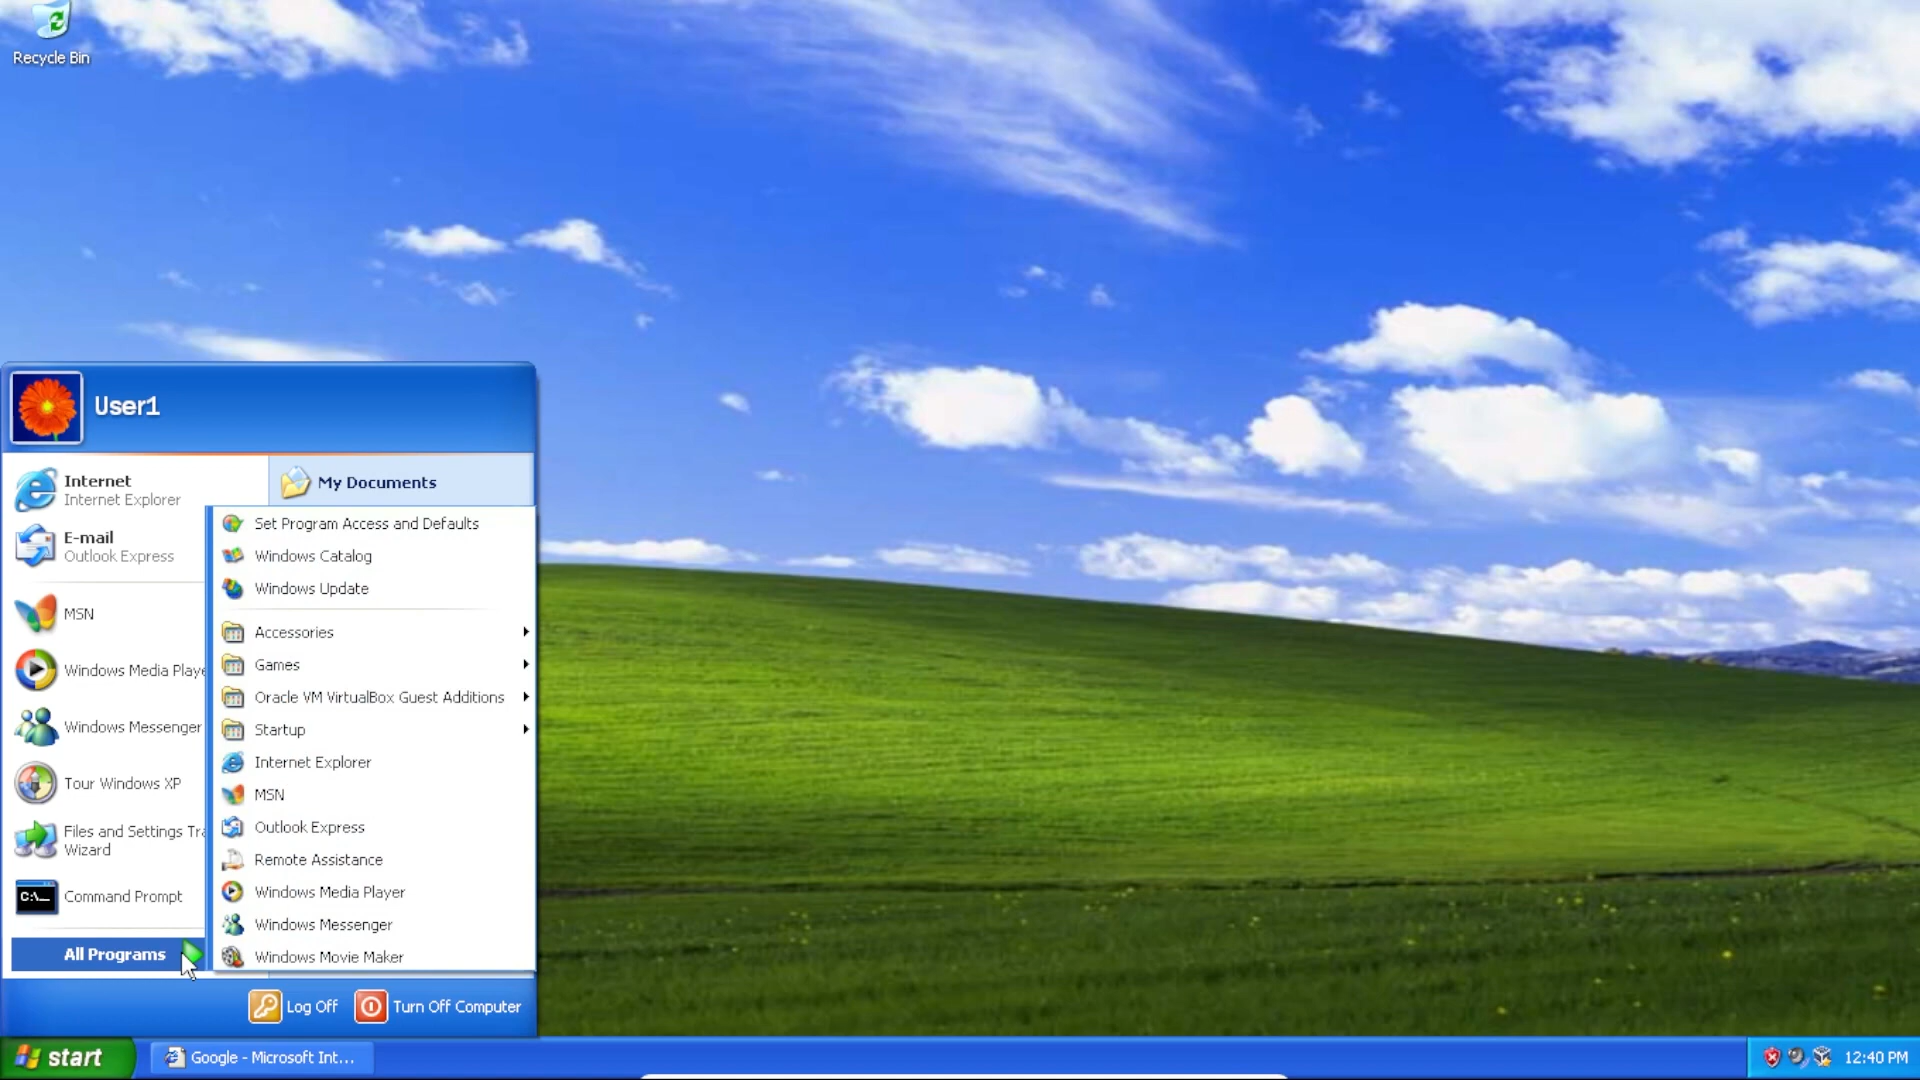 Recycle Bin
User1
Internet
Internet Explorer
E-mail
Outlook Express
MSN
Windows Media Playe
Windows Messenger
Tour Windows XP
Files and Settings Tra
Wizard
C:\_
Command Prompt
All Programs
My Documents
Set Program Access and Defaults
Windows Catalog
Windows Update
Accessories
Games
Oracle VM VirtualBox Guest Additions
Startup
Internet Explorer
MSN
Outlook Express
Remote Assistance
Windows Media Player
Windows Messenger
Windows Movie Maker
Log Off
Turn Off Computer
start
Google - Microsoft Int...
12:40 PM